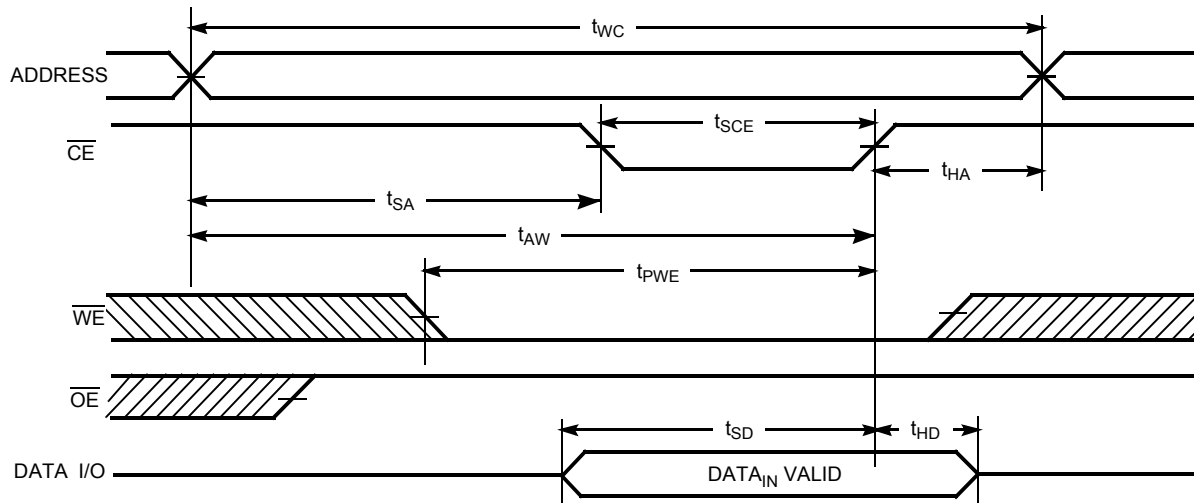 tWC
ADDRESS
tSCE
CE
tHA
tSA
tAW
tPWE
WE
OE
tSD
tHD
DATA I/O
DATAIN VALID